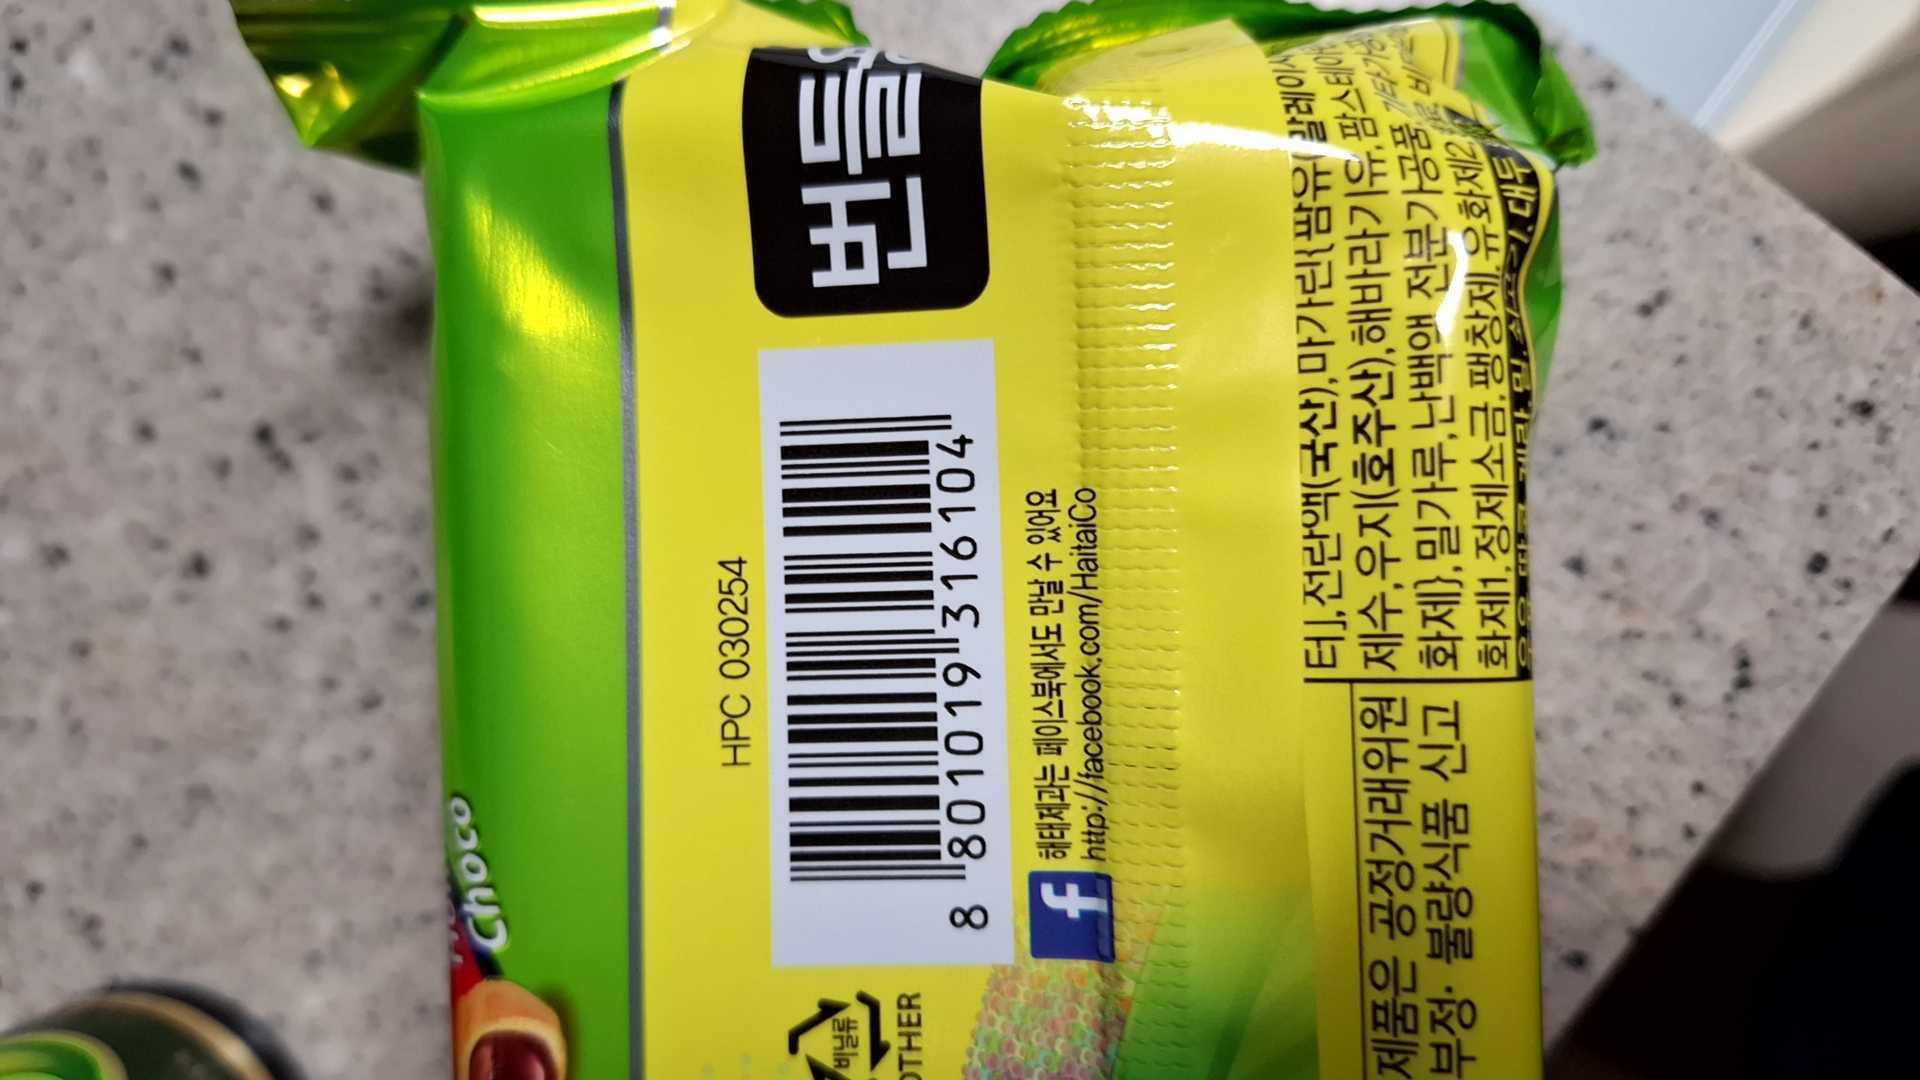 번들
HPC 030254
8 801019 316104
해태제과는 페이스북에서도 만날 수 있어요
http://facebook.com/HaitaiCo
f
비닐류
OTHER
Choco
터],전란액(국산),마가린{팜유(말레이시
제수,우지(호주산),해바라기유,팜스테아
화제},밀가루,난백액 전분가공품
화제1,정제소금,팽창제,유화제2
제품은 공정거래위원
부정·불량식품 신고